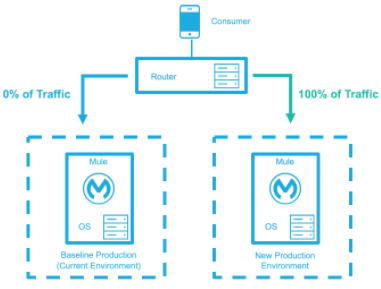 Consumer
Router
0% of Traffic
100% of Traffic
Mule
OS
Baseline Production
(Current Environment)
Mule
OS
New Production
Environment